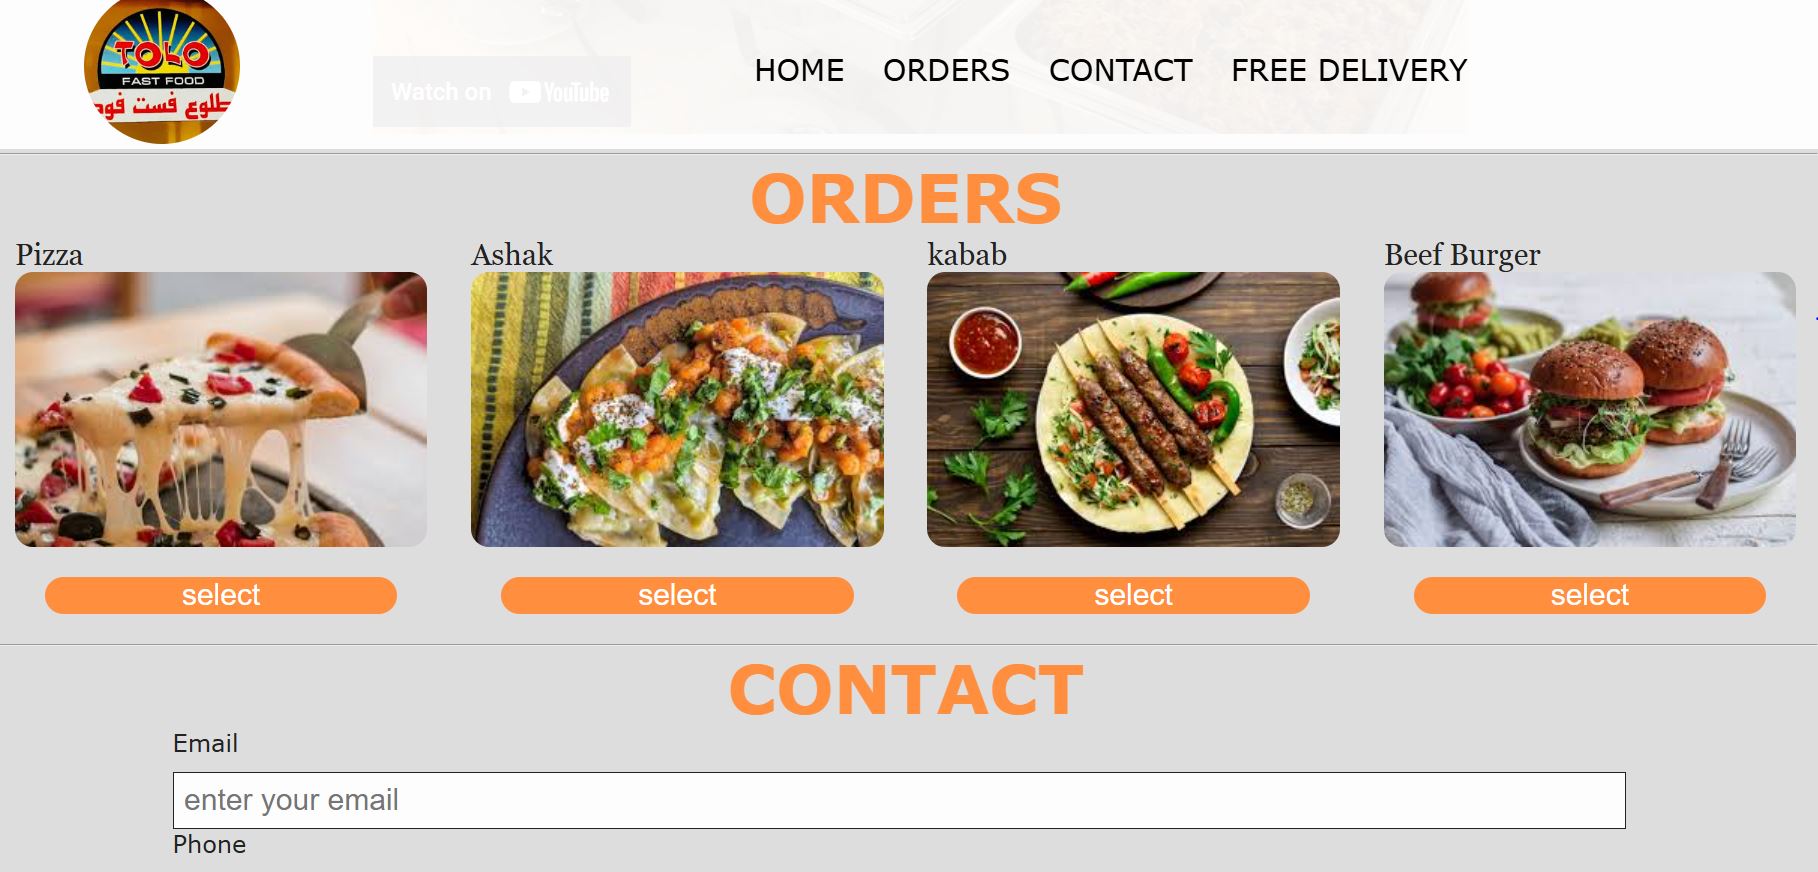 TOLO
FAST FOOD
طلوع فست فود
Watch on YouTube
HOME ORDERS CONTACT FREE DELIVERY
ORDERS
Pizza Ashak kabab Beef Burger
select select select select
CONTACT
Email
enter your email
Phone